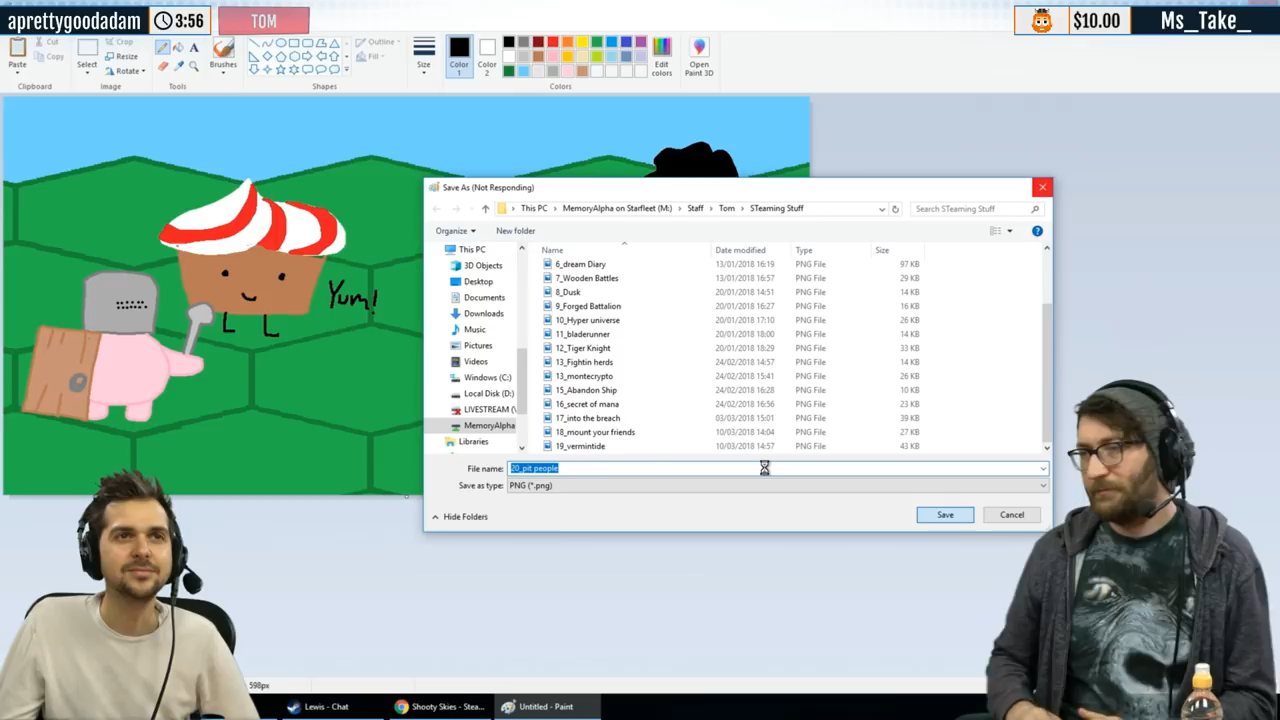 aprettygoodadam 3:56 TOM $10.00 Ms_Take_
Paste Cut Copy Clipboard
Select Crop Resize Rotate Image
A Tools
Brushes
Outline Fill Shapes
Size
Color 1 Color 2 Edit colors Open Paint 3D Colors
Yum!
Save As (Not Responding)
This PC > MemoryAlpha on Starfleet (M:) > Staff > Tom > STeaming Stuff Search STeaming Stuff
Organize New folder
This PC
3D Objects
Desktop
Documents
Downloads
Music
Pictures
Videos
Windows (C:)
Local Disk (D:)
LIVESTREAM (\
MemoryAlpha
Libraries
Name Date modified Type Size
6_dream Diary 13/01/2018 16:19 PNG File 97 KB
7_Wooden Battles 13/01/2018 16:57 PNG File 29 KB
8_Dusk 20/01/2018 14:51 PNG File 14 KB
9_Forged Battalion 20/01/2018 16:27 PNG File 16 KB
10_Hyper universe 20/01/2018 17:10 PNG File 26 KB
11_bladerunner 20/01/2018 18:00 PNG File 14 KB
12_Tiger Knight 20/01/2018 18:29 PNG File 33 KB
13_Fightin herds 24/02/2018 14:57 PNG File 14 KB
13_montecrypto 24/02/2018 15:41 PNG File 26 KB
15_Abandon Ship 24/02/2018 16:28 PNG File 10 KB
16_secret of mana 24/02/2018 16:56 PNG File 23 KB
17_into the breach 03/03/2018 15:01 PNG File 39 KB
18_mount your friends 10/03/2018 14:04 PNG File 27 KB
19_vermintide 10/03/2018 14:57 PNG File 44 KB
File name: 20_pit people
Save as type: PNG (*.png)
Hide Folders Save Cancel
598px
Lewis - Chat Shooty Skies - Stea... Untitled - Paint